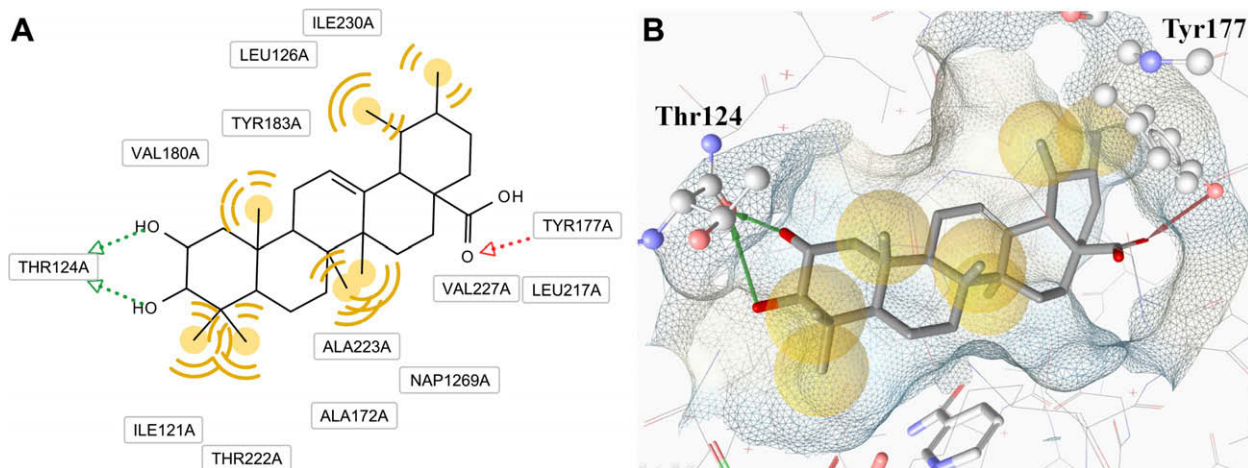 A
ILE230A
LEU126A
TYR183A
VAL180A
HO
OH
THR124A
O
TYR177A
HO
VAL227A
LEU217A
ALA223A
NAP1269A
ALA172A
ILE121A
THR222A
B
Tyr177
Thr124